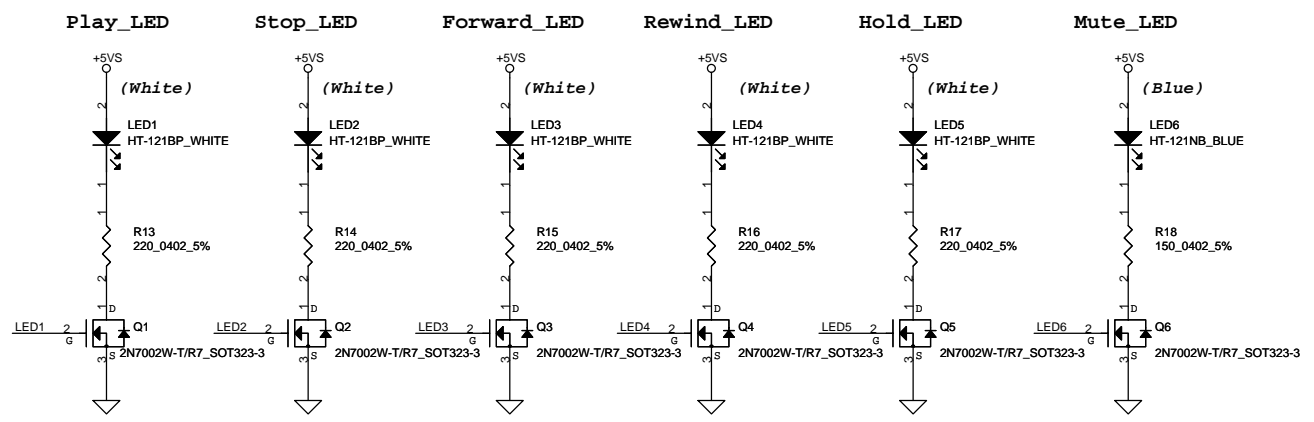 Play_LED Stop_LED Forward_LED Rewind_LED Hold_LED Mute_LED
+5VS +5VS +5VS +5VS +5VS +5VS
(White) (White) (White) (White) (White) (Blue)
2 2 2 2 2 2
LED1 LED2 LED3 LED4 LED5 LED6
HT-121BP_WHITE HT-121BP_WHITE HT-121BP_WHITE HT-121BP_WHITE HT-121BP_WHITE HT-121NB_BLUE
1 1 1 1 1 1
1 1 1 1 1 1
R13 R14 R15 R16 R17 R18
220_0402_5% 220_0402_5% 220_0402_5% 220_0402_5% 220_0402_5% 150_0402_5%
2 2 2 2 2 2
1 D 1 D 1 D 1 D 1 D 1 D
LED1 2 Q1 LED2 2 Q2 LED3 2 Q3 LED4 2 Q4 LED5 2 Q5 LED6 2 Q6
G G G G G G
3 S 2N7002W-T/R7_SOT323-3 3 S 2N7002W-T/R7_SOT323-3 3 S 2N7002W-T/R7_SOT323-3 3 S 2N7002W-T/R7_SOT323-3 3 S 2N7002W-T/R7_SOT323-3 3 S 2N7002W-T/R7_SOT323-3